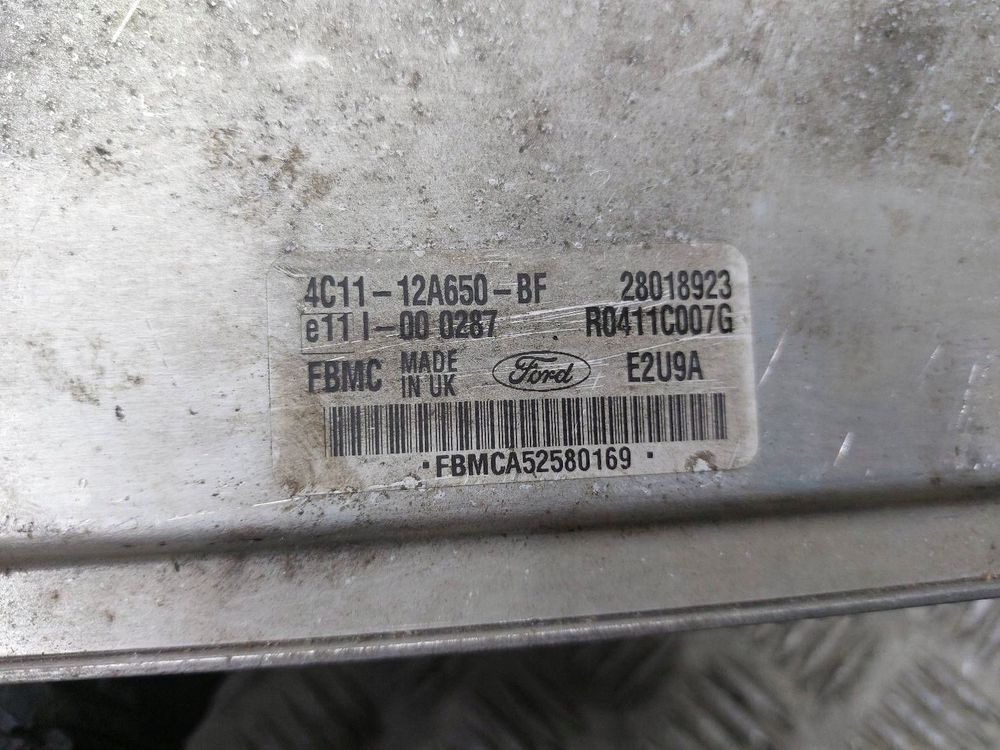 4C11-12A650-BF 28018923
e11 I-00 0287 R0411C007G
FBMC MADE IN UK Ford E2U9A
·FBMCA52580169·